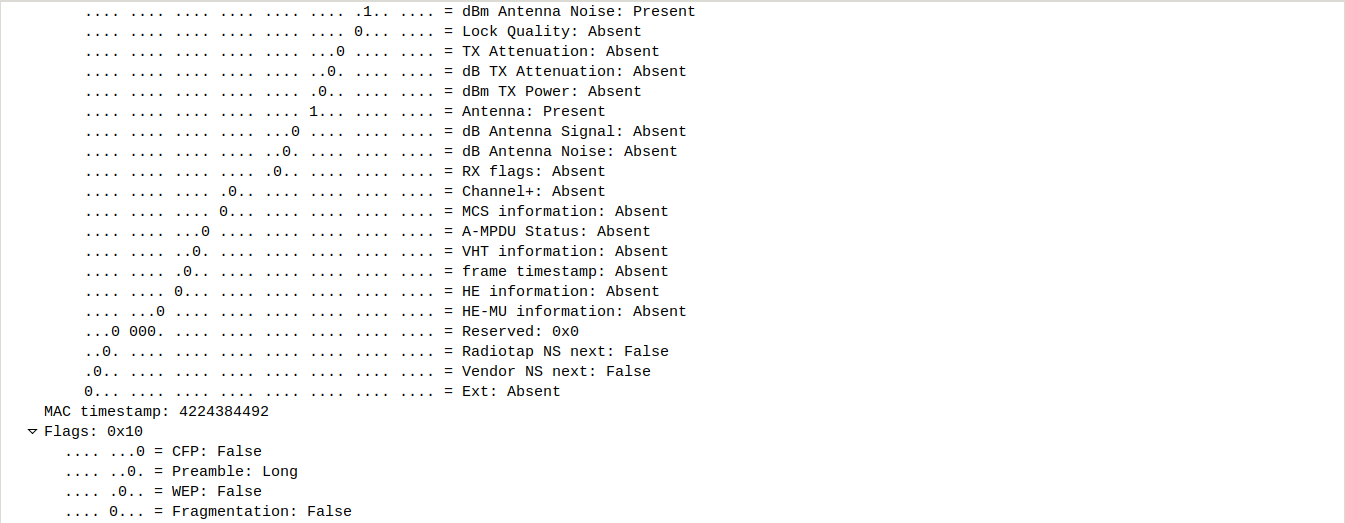 .... .... .... .... .... .... .1.. .... = dBm Antenna Noise: Present
.... .... .... .... .... .... 0... .... = Lock Quality: Absent
.... .... .... .... .... ...0 .... .... = TX Attenuation: Absent
.... .... .... .... .... ..0. .... .... = dB TX Attenuation: Absent
.... .... .... .... .... .0.. .... .... = dBm TX Power: Absent
.... .... .... .... .... 1... .... .... = Antenna: Present
.... .... .... .... ...0 .... .... .... = dB Antenna Signal: Absent
.... .... .... .... ..0. .... .... .... = dB Antenna Noise: Absent
.... .... .... .... .0.. .... .... .... = RX flags: Absent
.... .... .... .0.. .... .... .... .... = Channel+: Absent
.... .... .... 0... .... .... .... .... = MCS information: Absent
.... .... ...0 .... .... .... .... .... = A-MPDU Status: Absent
.... .... ..0. .... .... .... .... .... = VHT information: Absent
.... .... .0.. .... .... .... .... .... = frame timestamp: Absent
.... .... 0... .... .... .... .... .... = HE information: Absent
.... ...0 .... .... .... .... .... .... = HE-MU information: Absent
...0 000. .... .... .... .... .... .... = Reserved: 0x0
..0. .... .... .... .... .... .... .... = Radiotap NS next: False
.0.. .... .... .... .... .... .... .... = Vendor NS next: False
0... .... .... .... .... .... .... .... = Ext: Absent
MAC timestamp: 4224384492
Flags: 0x10
.... ...0 = CFP: False
.... ..0. = Preamble: Long
.... .0.. = WEP: False
.... 0... = Fragmentation: False